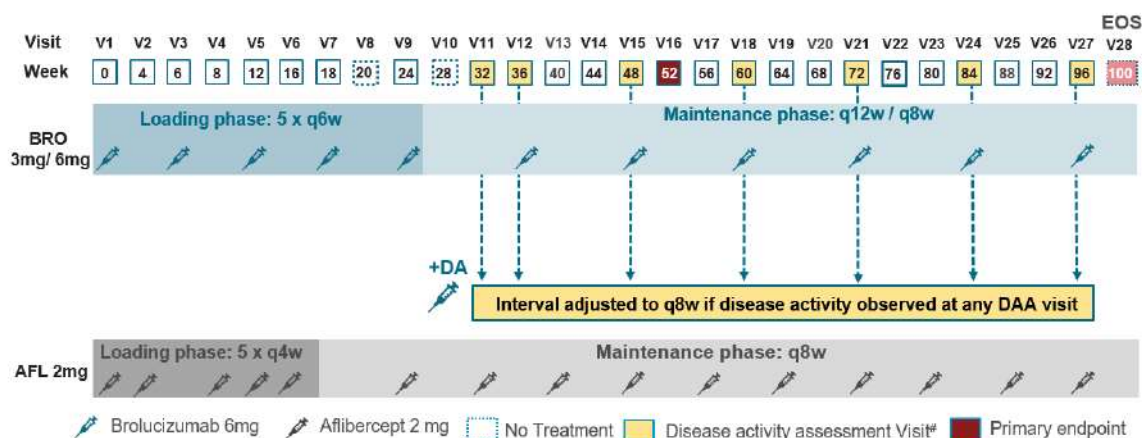 EOS
Visit V1 V2 V3 V4 V5 V6 V7 V8 V9 V10 V11 V12 V13 V14 V15 V16 V17 V18 V19 V20 V21 V22 V23 V24 V25 V26 V27 V28
Week 0 4 6 8 12 16 18 20 24 28 32 36 40 44 48 52 56 60 64 68 72 76 80 84 88 92 96 100
Loading phase: 5 x q6w Maintenance phase: q12w / q8w
BRO
3mg/ 6mg
+DA
Interval adjusted to q8w if disease activity observed at any DAA visit
Loading phase: 5 x q4w Maintenance phase: q8w
AFL 2mg
Brolucizumab 6mg Aflibercept 2 mg No Treatment Disease activity assessment Visit# Primary endpoint